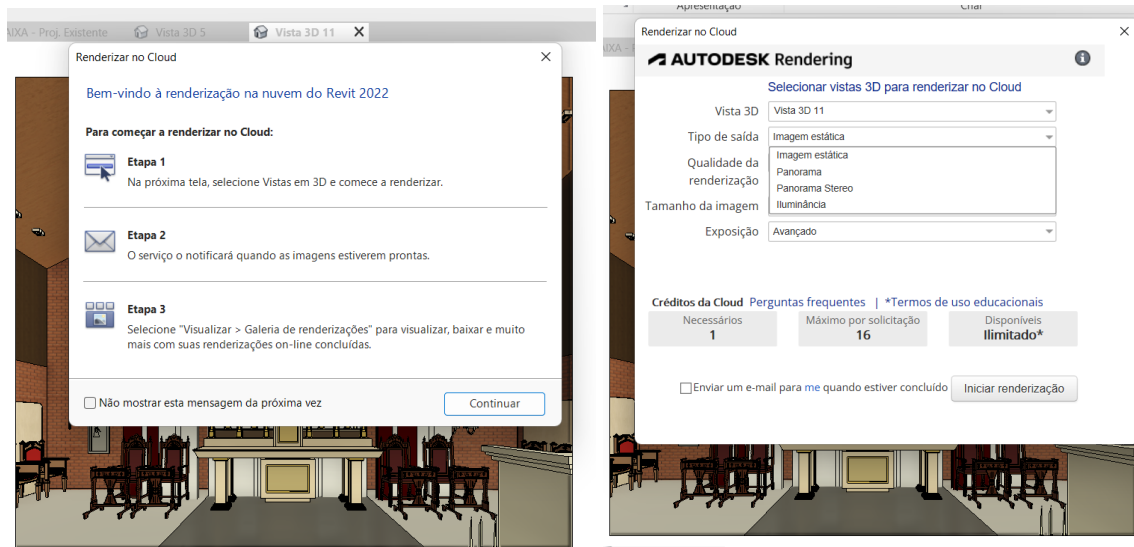 AIXA - Proj. Existente
Vista 3D 5
Vista 3D 11
Renderizar no Cloud
Bem-vindo à renderização na nuvem do Revit 2022
Para começar a renderizar no Cloud:
Etapa 1
Na próxima tela, selecione Vistas em 3D e comece a renderizar.
Etapa 2
O serviço o notificará quando as imagens estiverem prontas.
Etapa 3
Selecione "Visualizar > Galeria de renderizações" para visualizar, baixar e muito
mais com suas renderizações on-line concluídas.
Não mostrar esta mensagem da próxima vez
Continuar
Apresentação
Criar
Renderizar no Cloud
AUTODESK Rendering
Selecionar vistas 3D para renderizar no Cloud
Vista 3D
Vista 3D 11
Tipo de saída
Imagem estática
Qualidade da
renderização
Imagem estática
Panorama
Panorama Stereo
Iluminância
Tamanho da imagem
Exposição
Avançado
Créditos da Cloud Perguntas frequentes | *Termos de uso educacionais
Necessários
1
Máximo por solicitação
16
Disponíveis
Ilimitado*
Enviar um e-mail para me quando estiver concluído
Iniciar renderização